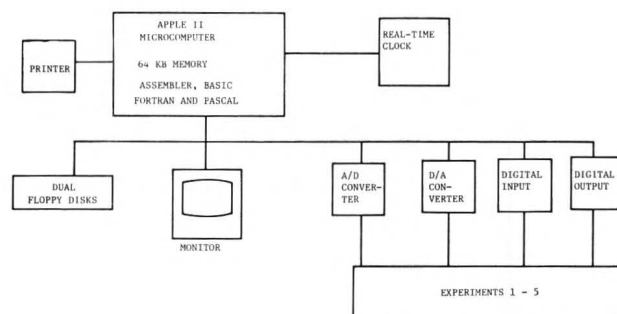 APPLE II
MICROCOMPUTER
64 KB MEMORY
ASSEMBLER, BASIC
FORTRAN AND PASCAL
PRINTER
REAL-TIME
CLOCK
DUAL
FLOPPY DISKS
MONITOR
A/D
CONVER-
TER
D/A
CON-
VERTER
DIGITAL
INPUT
DIGITAL
OUTPUT
EXPERIMENTS 1 - 5